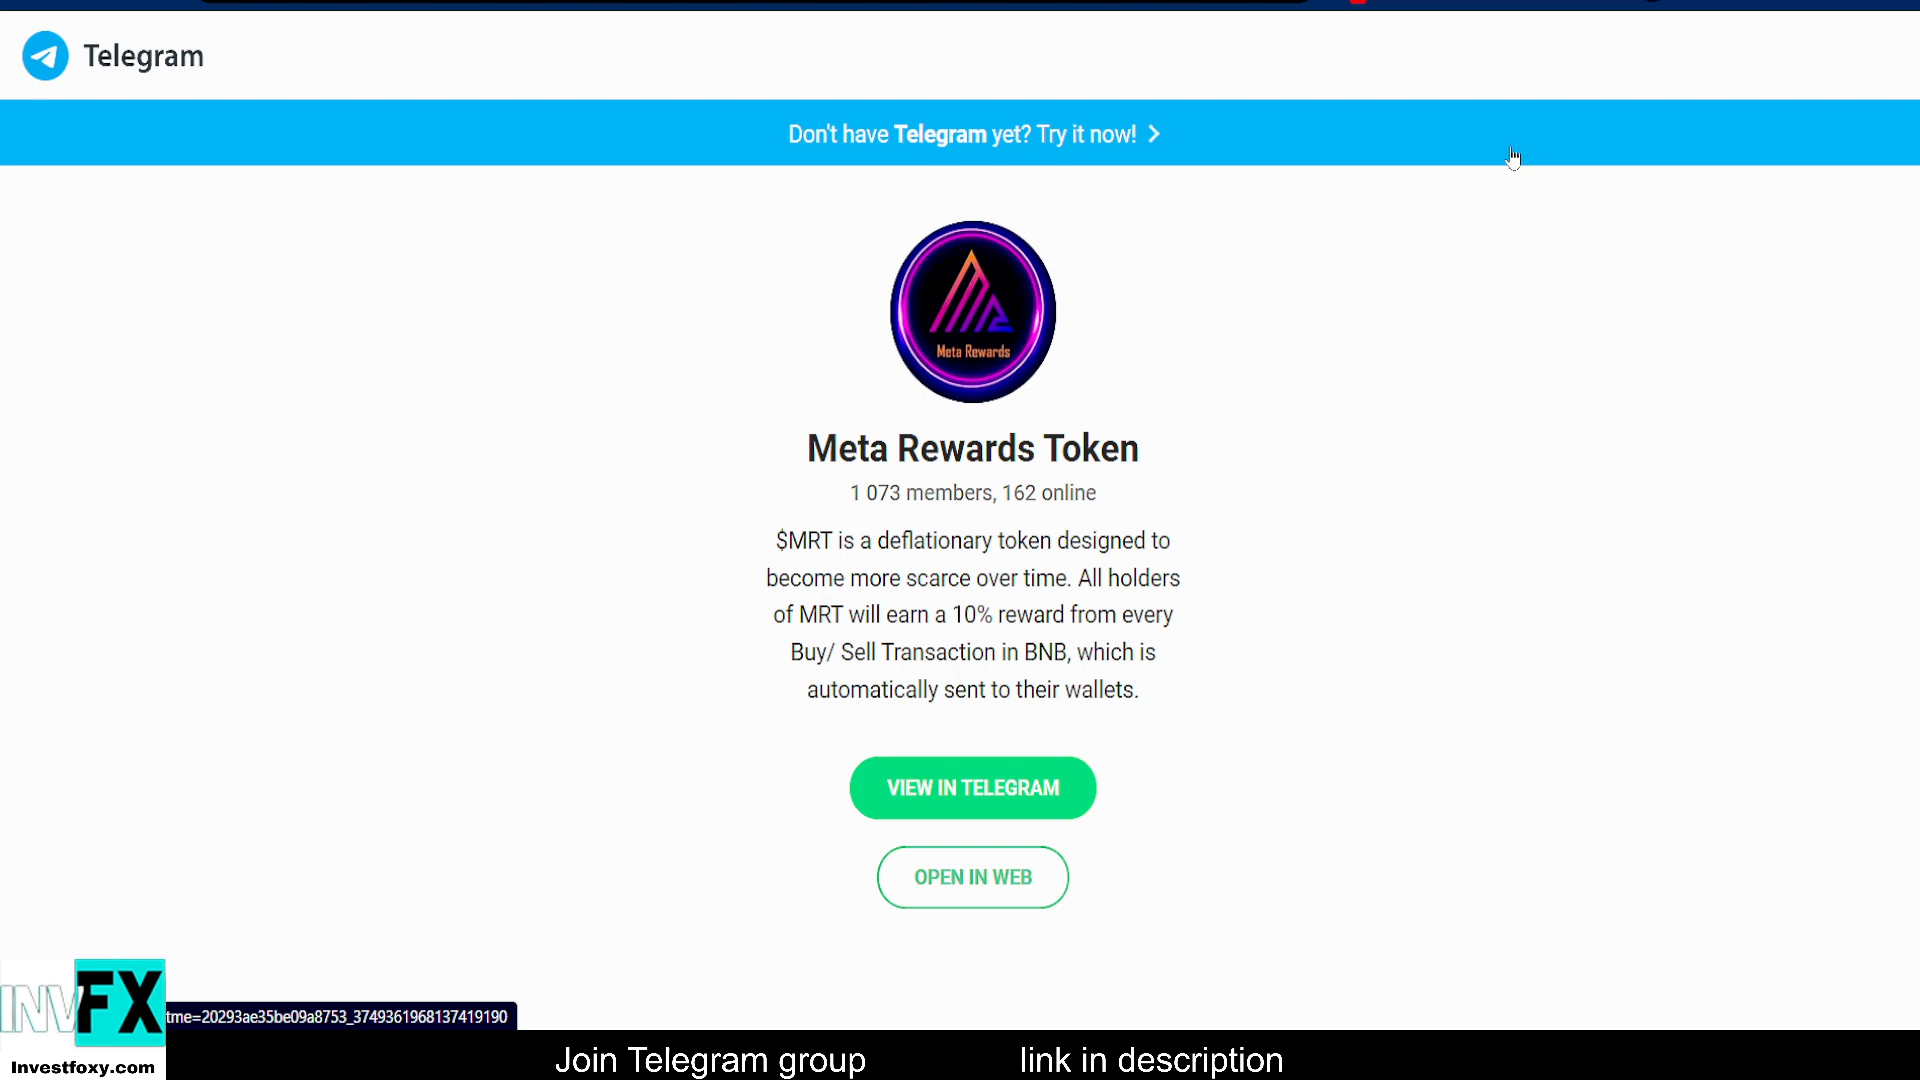 Telegram
Don't have Telegram yet? Try it now!
Meta Rewards
Meta Rewards Token
1 073 members, 162 online
$MRT is a deflationary token designed to
become more scarce over time. All holders
of MRT will earn a 10% reward from every
Buy/ Sell Transaction in BNB, which is
automatically sent to their wallets.
VIEW IN TELEGRAM
OPEN IN WEB
INVFX
tme=20293ae35be09a8753_3749361968137419190
Investfoxy.com
Join Telegram group link in description